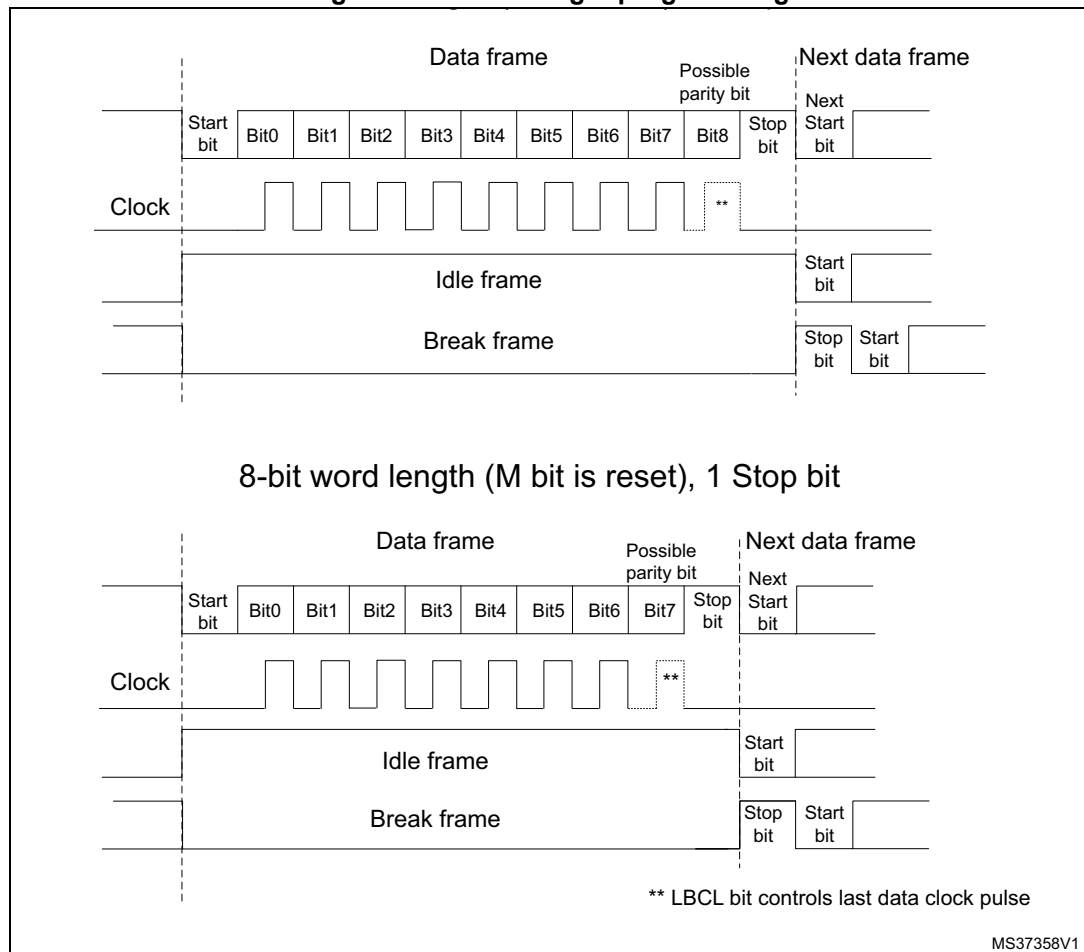 Data frame
Next data frame
Possible
parity bit
Next
Start
bit
Start
bit
Bit0 Bit1 Bit2 Bit3 Bit4 Bit5 Bit6 Bit7 Bit8
Stop
bit
Clock
**
Idle frame
Start
bit
Break frame
Stop
bit
Start
bit
8-bit word length (M bit is reset), 1 Stop bit
Data frame
Next data frame
Possible
parity bit
Next
Start
bit
Start
bit
Bit0 Bit1 Bit2 Bit3 Bit4 Bit5 Bit6 Bit7
Stop
bit
Clock
**
Idle frame
Start
bit
Break frame
Stop
bit
Start
bit
** LBCL bit controls last data clock pulse
MS37358V1